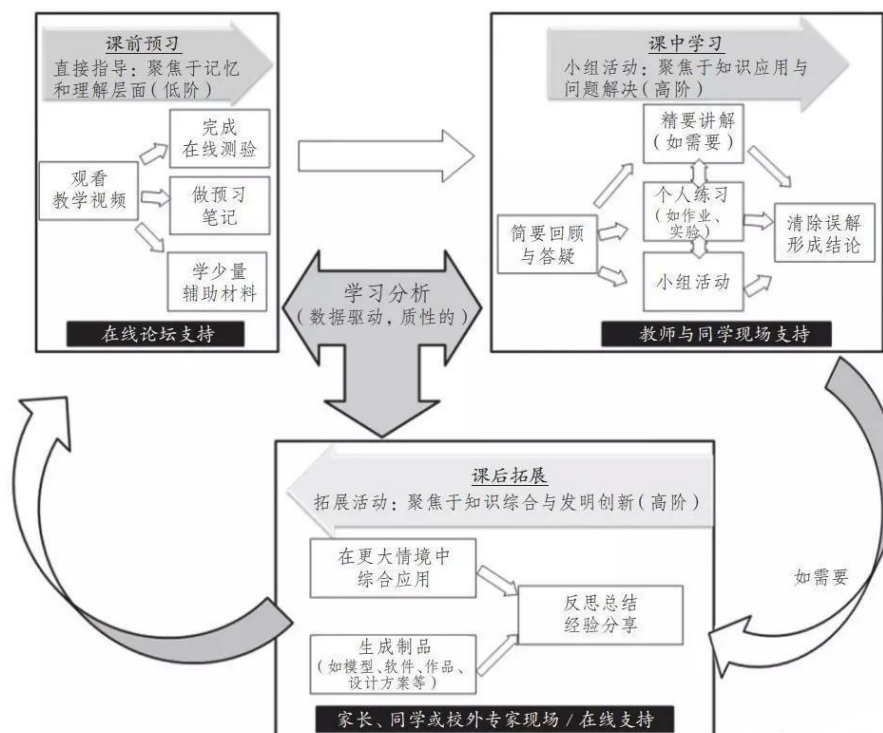 课前预习
直接指导：聚焦于记忆
和理解层面（低阶）
观看
教学视频
完成
在线测验
做预习
笔记
学少量
辅助材料
在线论坛支持
课中学习
小组活动：聚焦于知识应用与
问题解决（高阶）
简要回顾
与答疑
精要讲解
（如需要）
个人练习
（如作业、
实验）
小组活动
清除误解
形成结论
教师与同学现场支持
学习分析
（数据驱动，质性的）
课后拓展
拓展活动：聚焦于知识综合与发明创新（高阶）
在更大情境中
综合应用
生成制品
（如模型、软件、作品、
设计方案等）
反思总结
经验分享
家长、同学或校外专家现场/在线支持
如需要